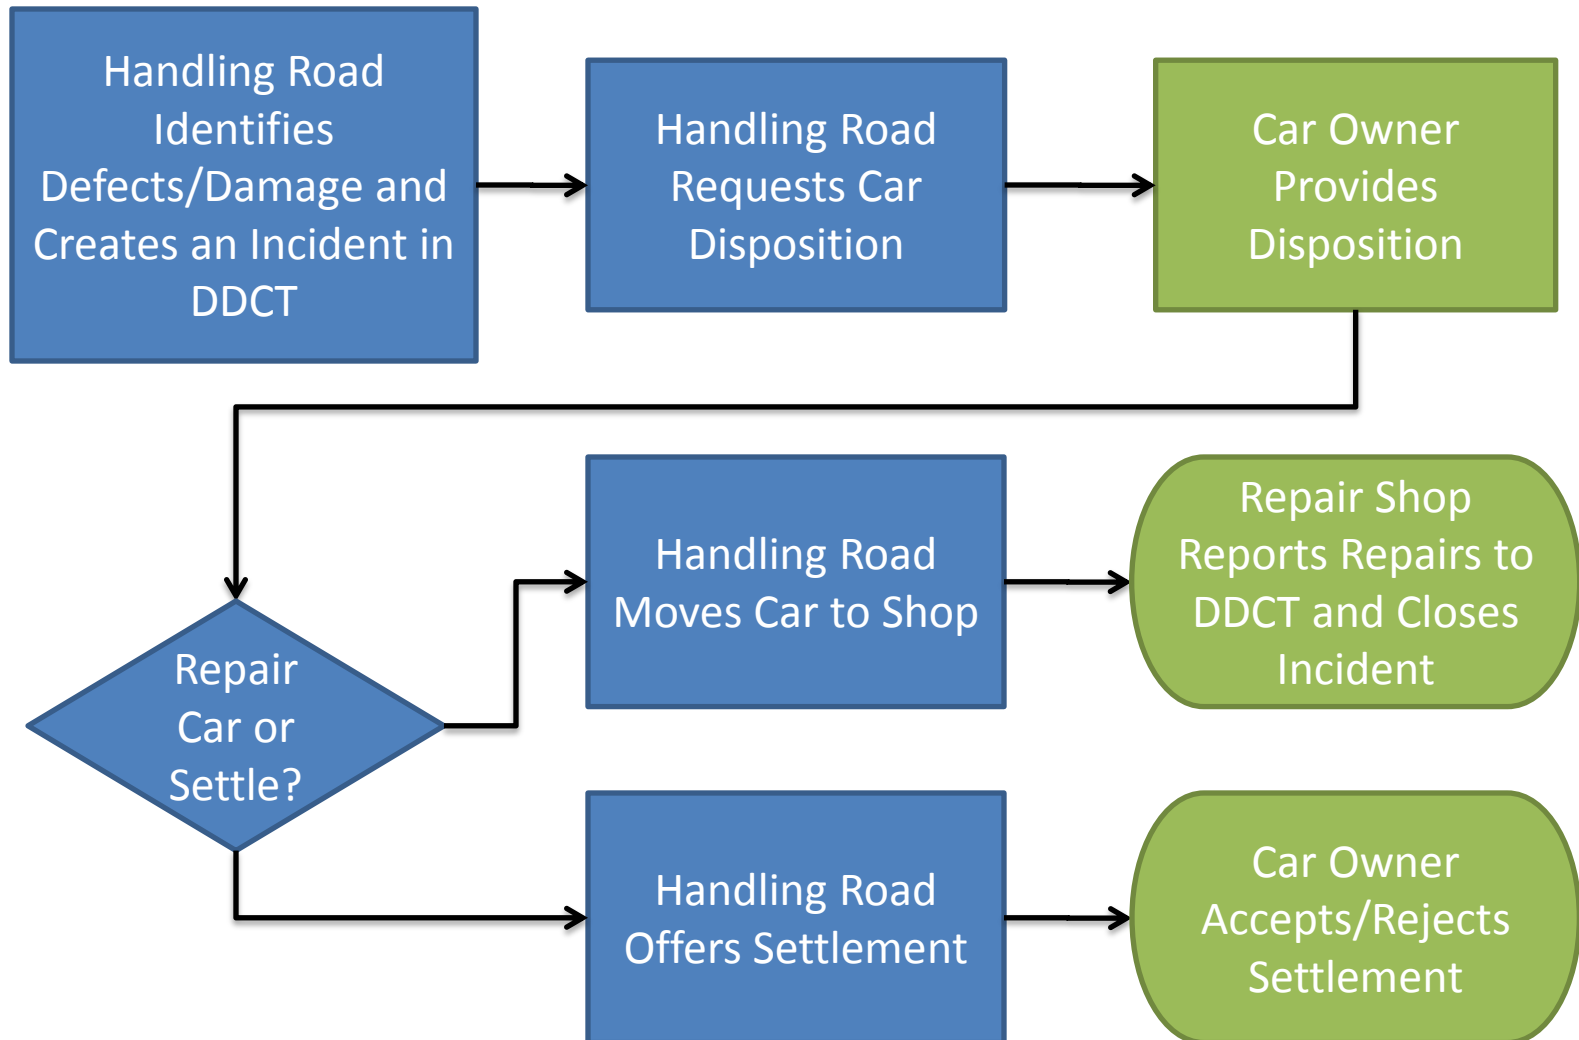 Handling Road
Identifies
Defects/Damage and
Creates an Incident in
DDCT
Handling Road
Requests Car
Disposition
Car Owner
Provides
Disposition
Repair
Car or
Settle?
Handling Road
Moves Car to Shop
Repair Shop
Reports Repairs to
DDCT and Closes
Incident
Handling Road
Offers Settlement
Car Owner
Accepts/Rejects
Settlement